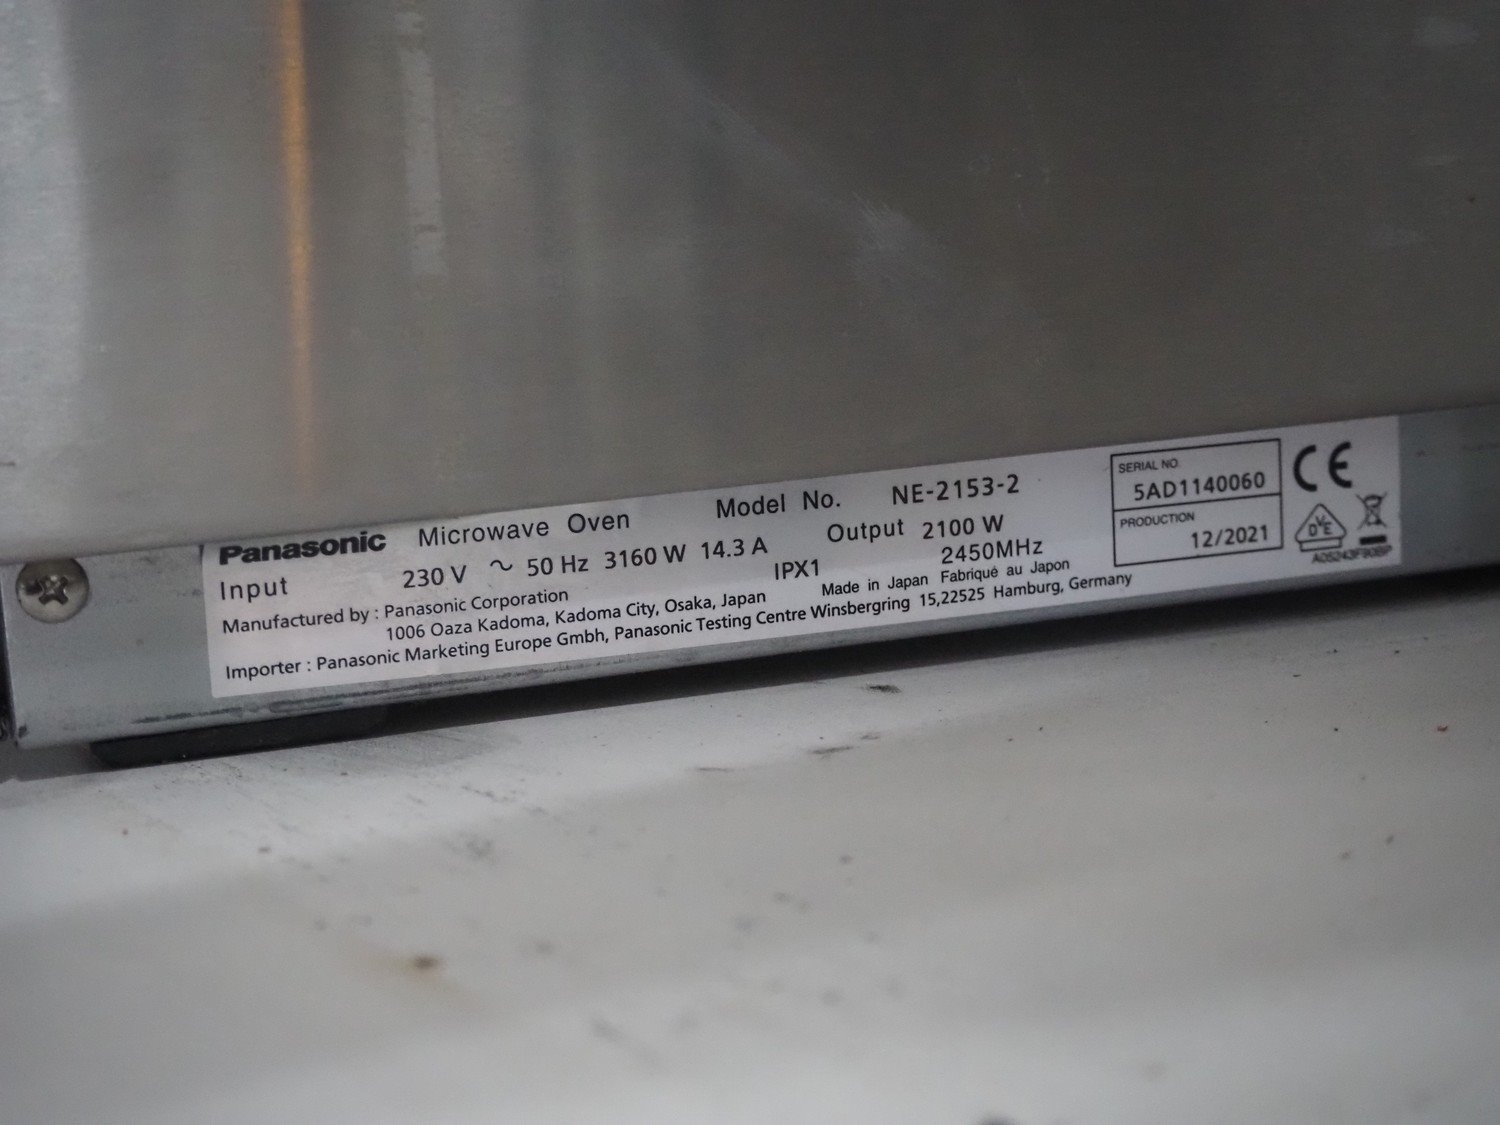 Panasonic Microwave Oven Model No. NE-2153-2
Input 230 V ~ 50 Hz 3160 W 14.3 A Output 2100 W
IPX1 2450MHz
Manufactured by : Panasonic Corporation Made in Japan Fabriqué au Japon
1006 Oaza Kadoma, Kadoma City, Osaka, Japan
Importer : Panasonic Marketing Europe Gmbh, Panasonic Testing Centre Winsbergring 15,22525 Hamburg, Germany
SERIAL NO.
5AD1140060
PRODUCTION
12/2021
CE
DVE